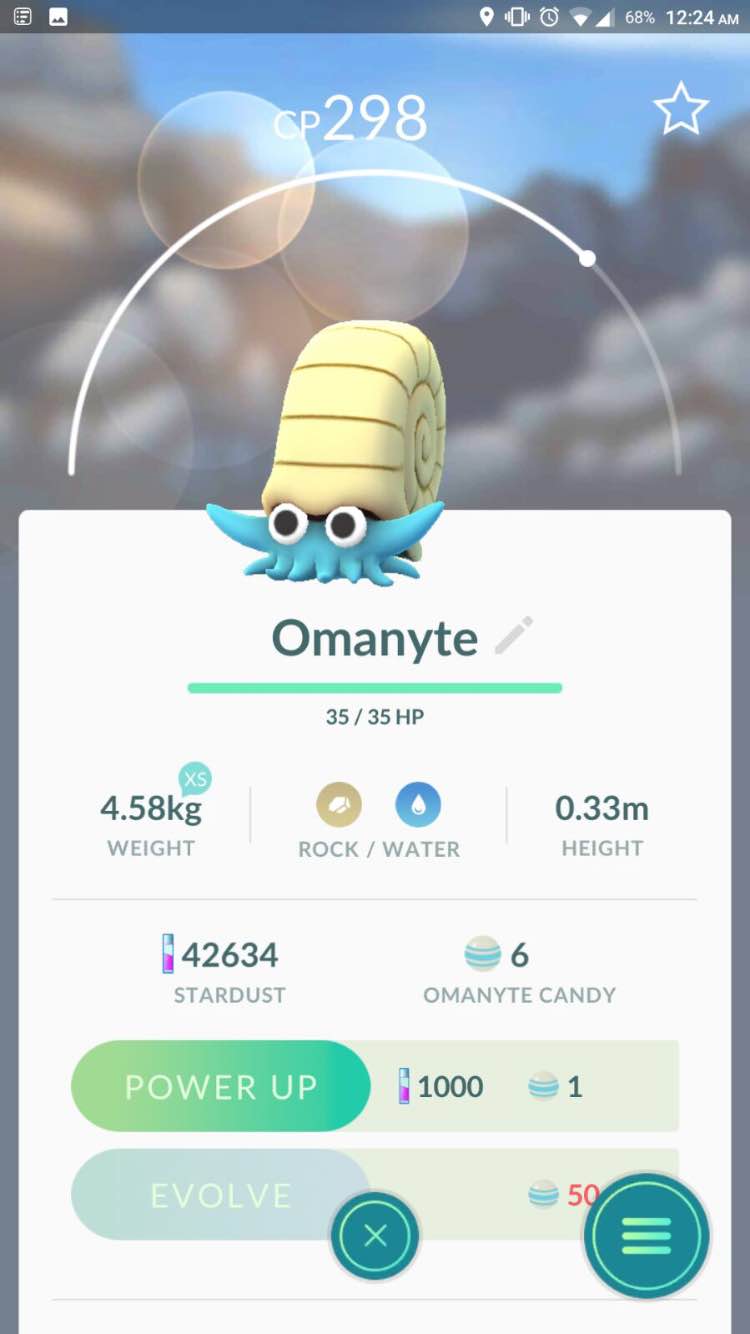 68% 12:24 AM
CP298
Omanyte
35 / 35 HP
XS
4.58kg
WEIGHT
ROCK / WATER
0.33m
HEIGHT
42634
STARDUST
6
OMANYTE CANDY
POWER UP 1000 1
EVOLVE 50